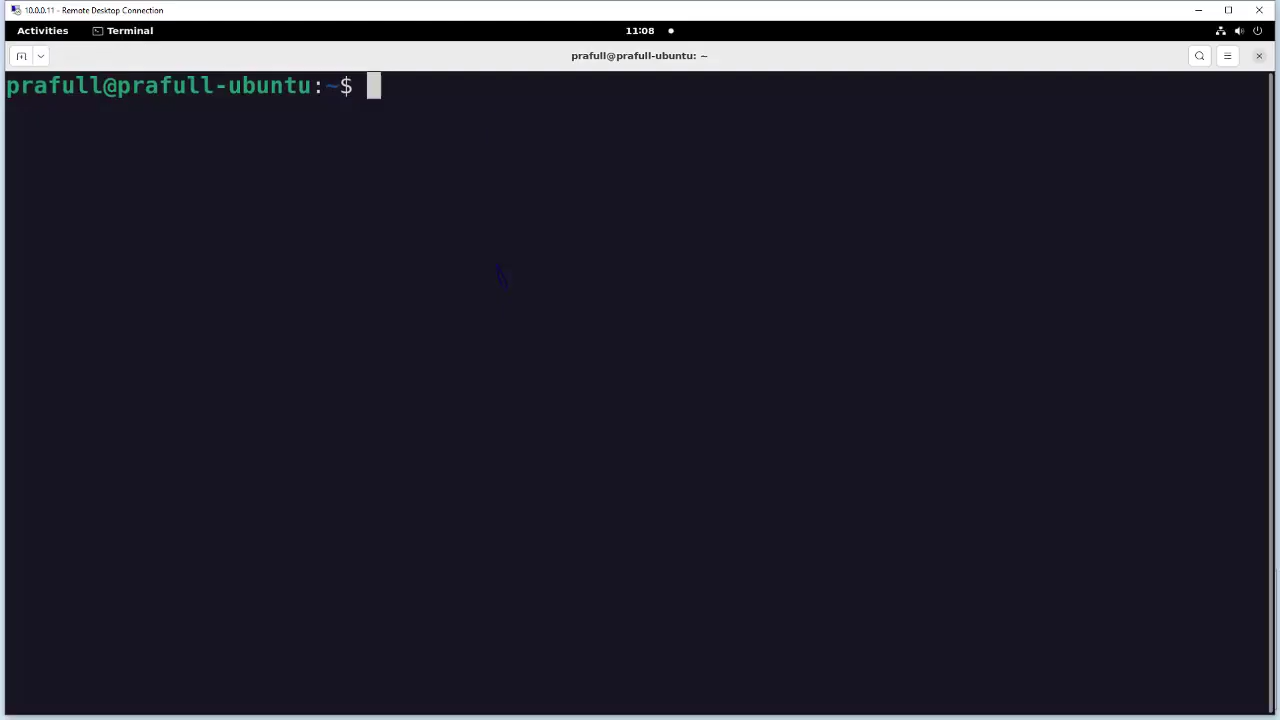 10.0.0.11 - Remote Desktop Connection
Activities Terminal 11:08
prafull@prafull-ubuntu: ~
prafull@prafull-ubuntu:~$